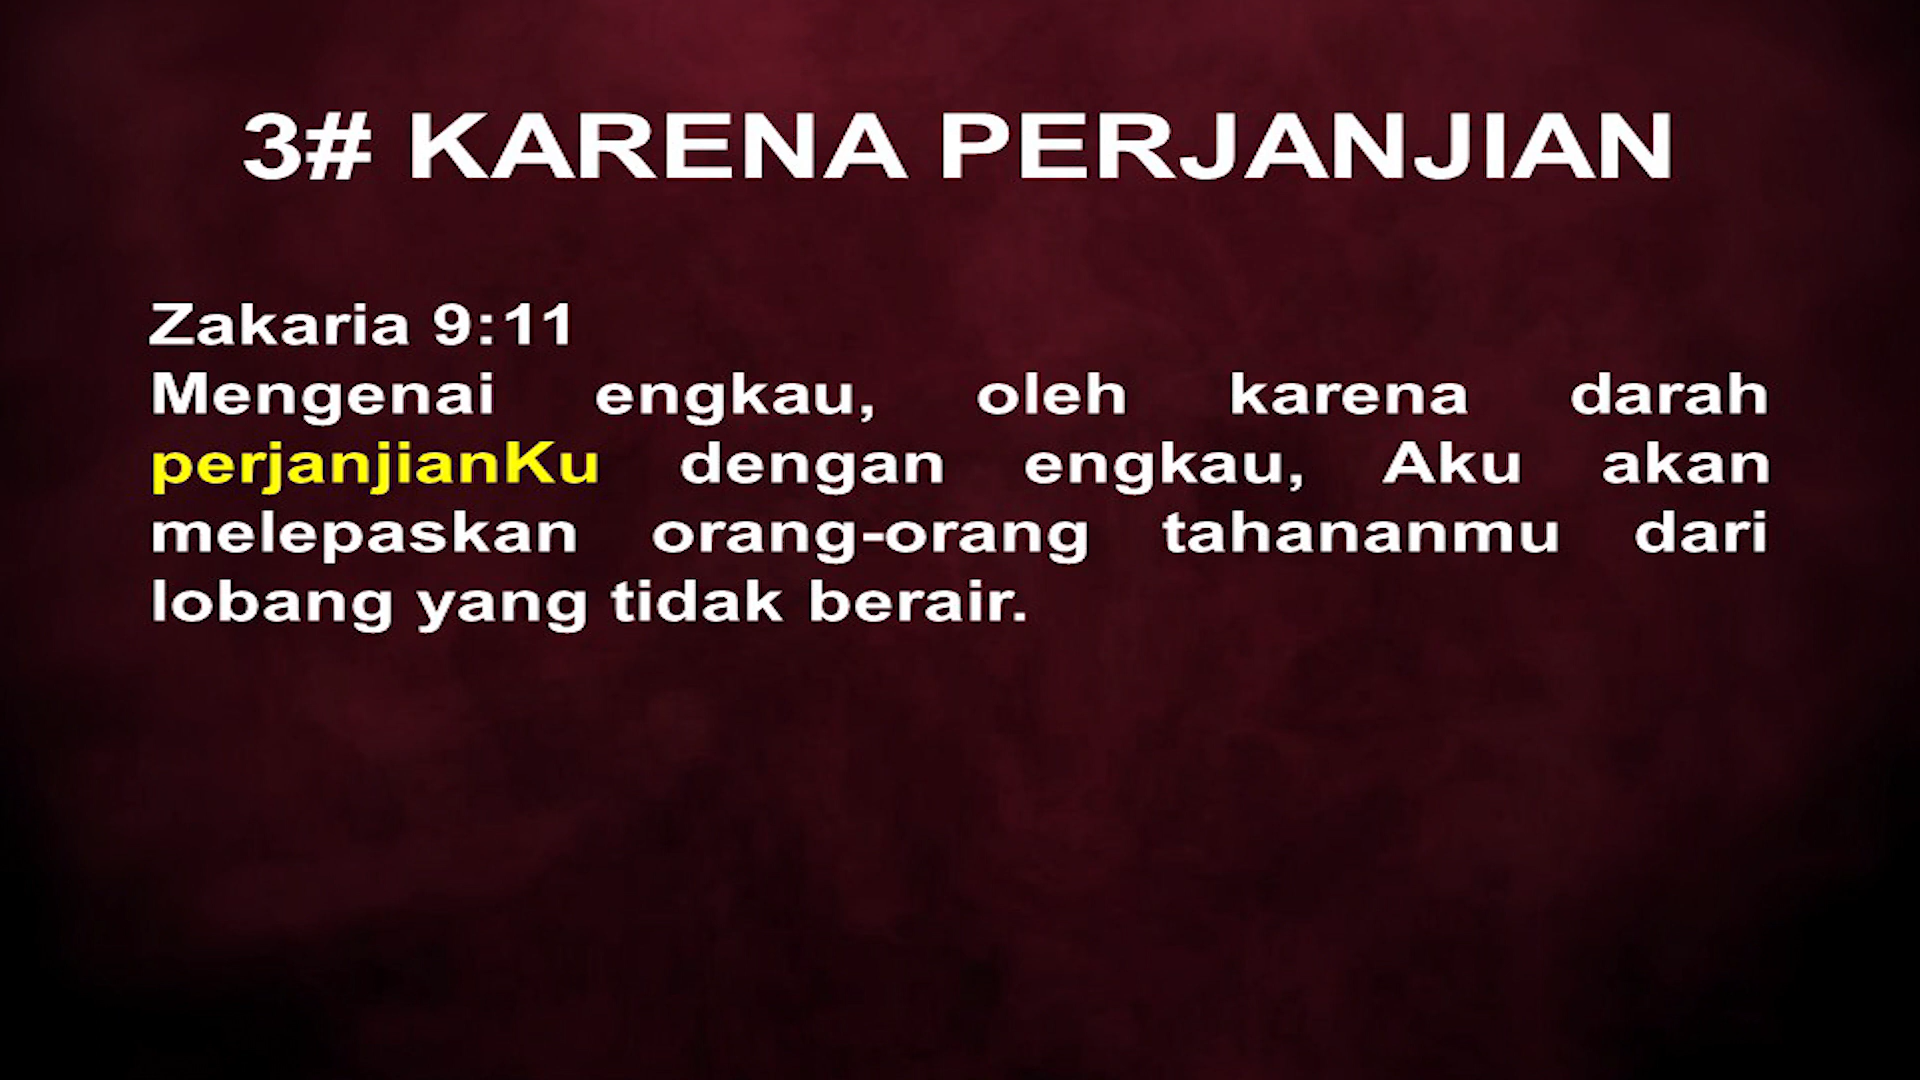 3# KARENA PERJANJIAN
Zakaria 9:11
Mengenai engkau, oleh karena darah
perjanjianKu dengan engkau, Aku akan
melepaskan orang-orang tahananmu dari
lobang yang tidak berair.